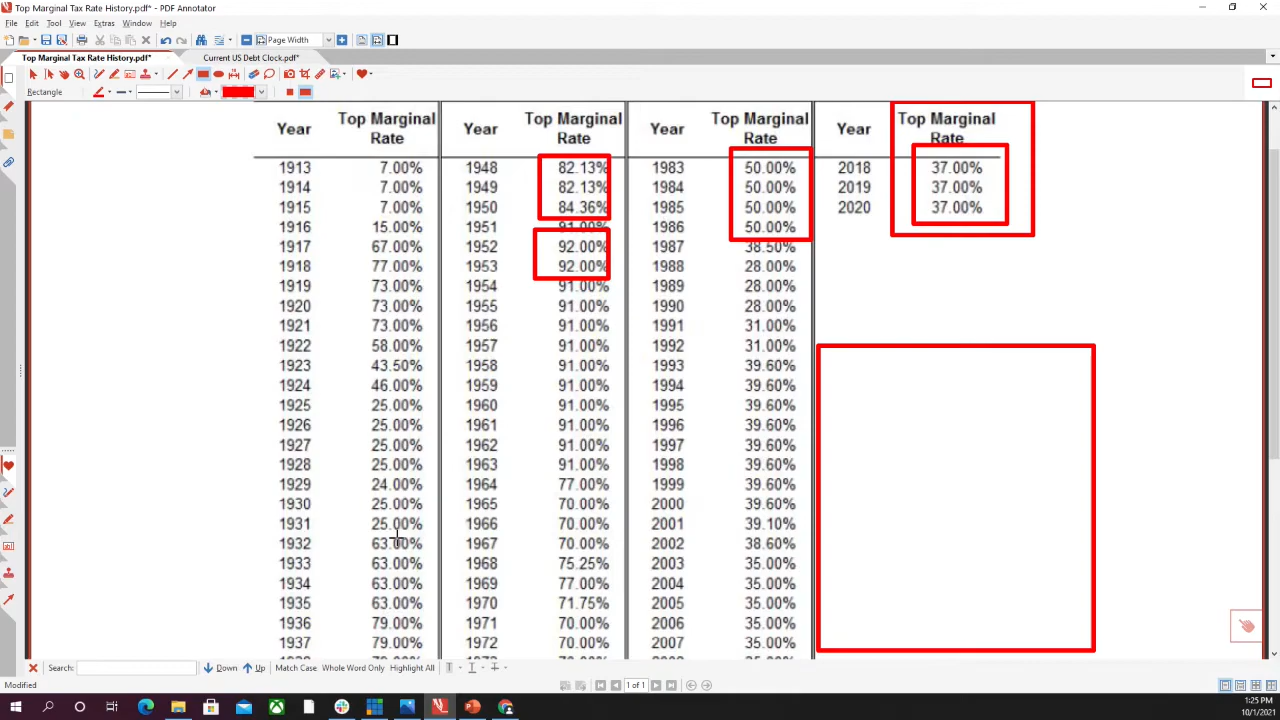 Top Marginal Tax Rate History.pdf* - PDF Annotator
File Edit Tool View Extras Window Help
New Page Width
Top Marginal Tax Rate History.pdf* Current US Debt Clock.pdf*
Rectangle
Year Top Marginal Rate Year Top Marginal Rate Year Top Marginal Rate Year Top Marginal Rate
1913 7.00% 1948 82.13% 1983 50.00% 2018 37.00%
1914 7.00% 1949 82.13% 1984 50.00% 2019 37.00%
1915 7.00% 1950 84.36% 1985 50.00% 2020 37.00%
1916 15.00% 1951 91.00% 1986 50.00%
1917 67.00% 1952 92.00% 1987 38.50%
1918 77.00% 1953 92.00% 1988 28.00%
1919 73.00% 1954 91.00% 1989 28.00%
1920 73.00% 1955 91.00% 1990 28.00%
1921 73.00% 1956 91.00% 1991 31.00%
1922 58.00% 1957 91.00% 1992 31.00%
1923 43.50% 1958 91.00% 1993 39.60%
1924 46.00% 1959 91.00% 1994 39.60%
1925 25.00% 1960 91.00% 1995 39.60%
1926 25.00% 1961 91.00% 1996 39.60%
1927 25.00% 1962 91.00% 1997 39.60%
1928 25.00% 1963 91.00% 1998 39.60%
1929 24.00% 1964 77.00% 1999 39.60%
1930 25.00% 1965 70.00% 2000 39.60%
1931 25.00% 1966 70.00% 2001 39.10%
1932 63.00% 1967 70.00% 2002 38.60%
1933 63.00% 1968 75.25% 2003 35.00%
1934 63.00% 1969 77.00% 2004 35.00%
1935 63.00% 1970 71.75% 2005 35.00%
1936 79.00% 1971 70.00% 2006 35.00%
1937 79.00% 1972 70.00% 2007 35.00%
Search: Down Up Match Case Whole Word Only Highlight All
1 of 1
Modified
1:25 PM
10/1/2021